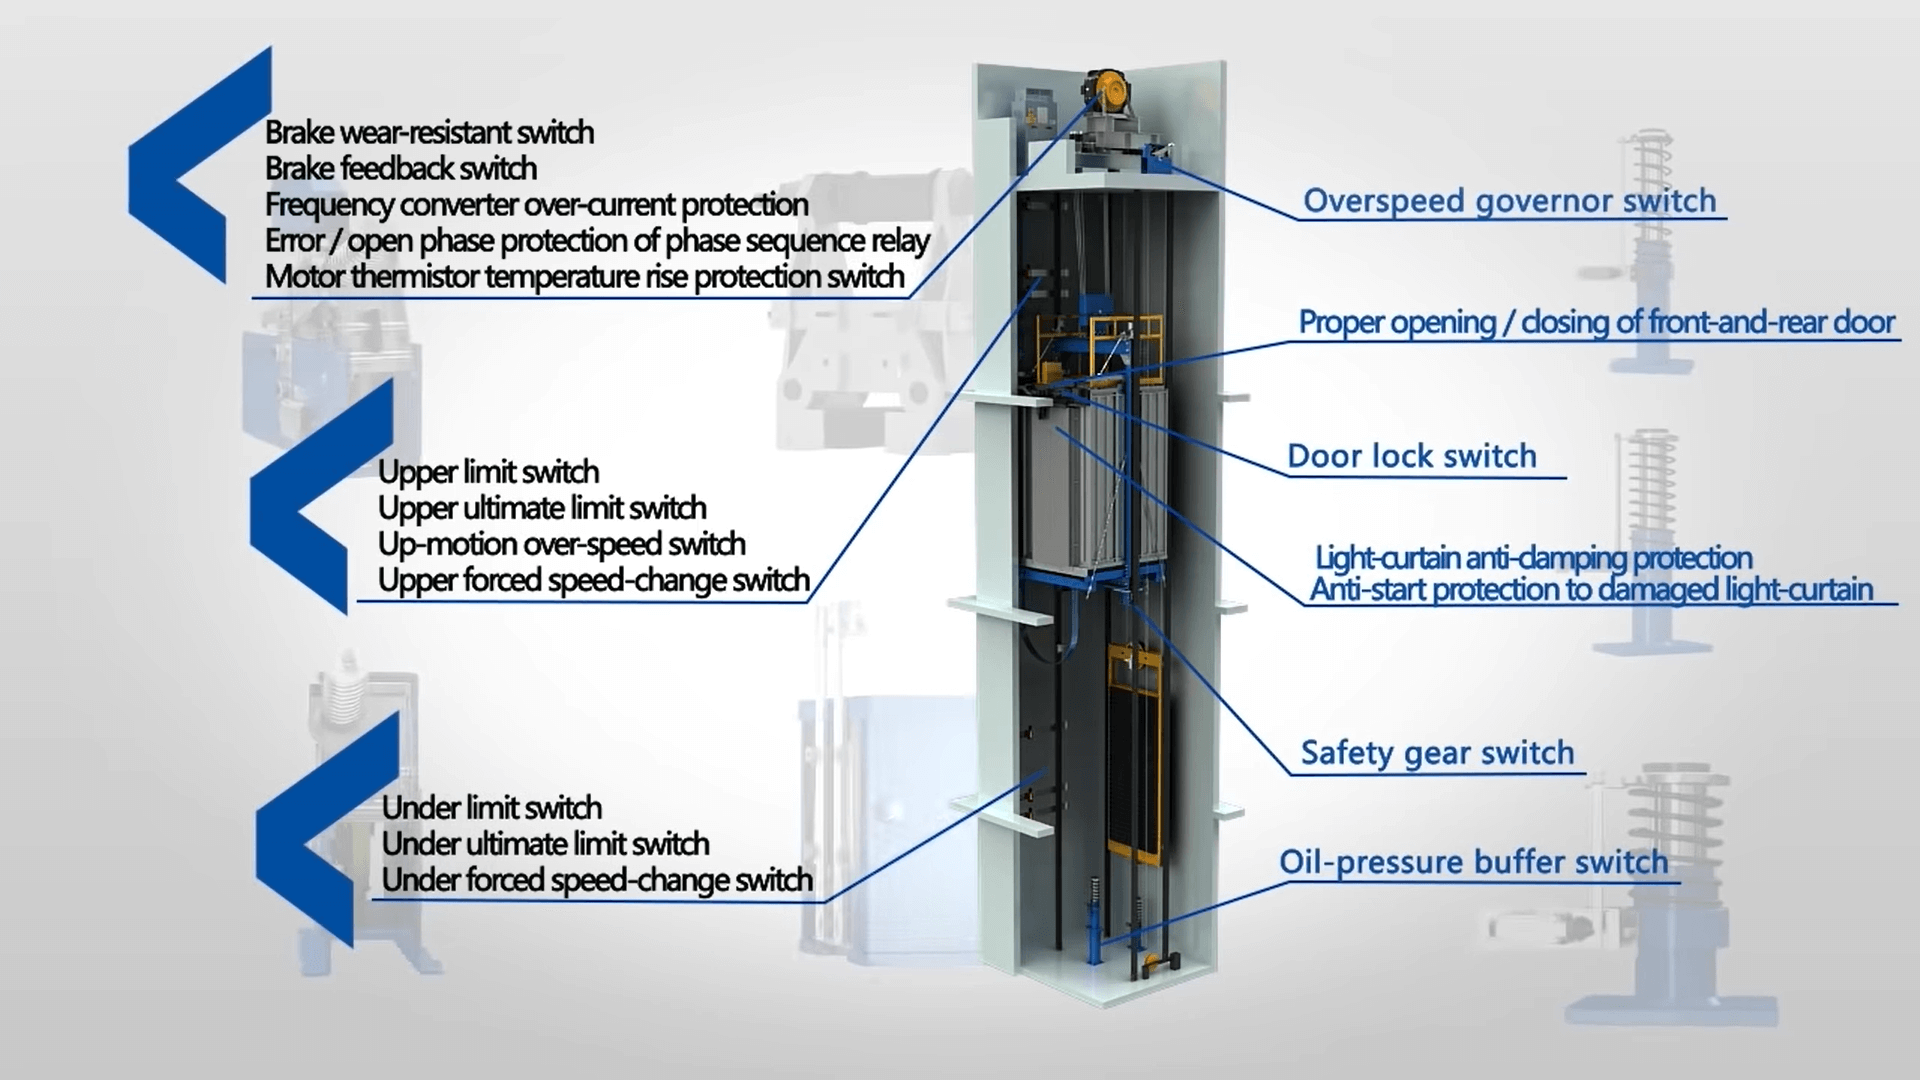 Brake wear-resistant switch
Brake feedback switch
Frequency converter over-current protection
Error / open phase protection of phase sequence relay
Motor thermistor temperature rise protection switch
Upper limit switch
Upper ultimate limit switch
Up-motion over-speed switch
Upper forced speed-change switch
Under limit switch
Under ultimate limit switch
Under forced speed-change switch
Overspeed governor switch
Proper opening / closing of front-and-rear door
Door lock switch
Light-curtain anti-damping protection
Anti-start protection to damaged light-curtain
Safety gear switch
Oil-pressure buffer switch